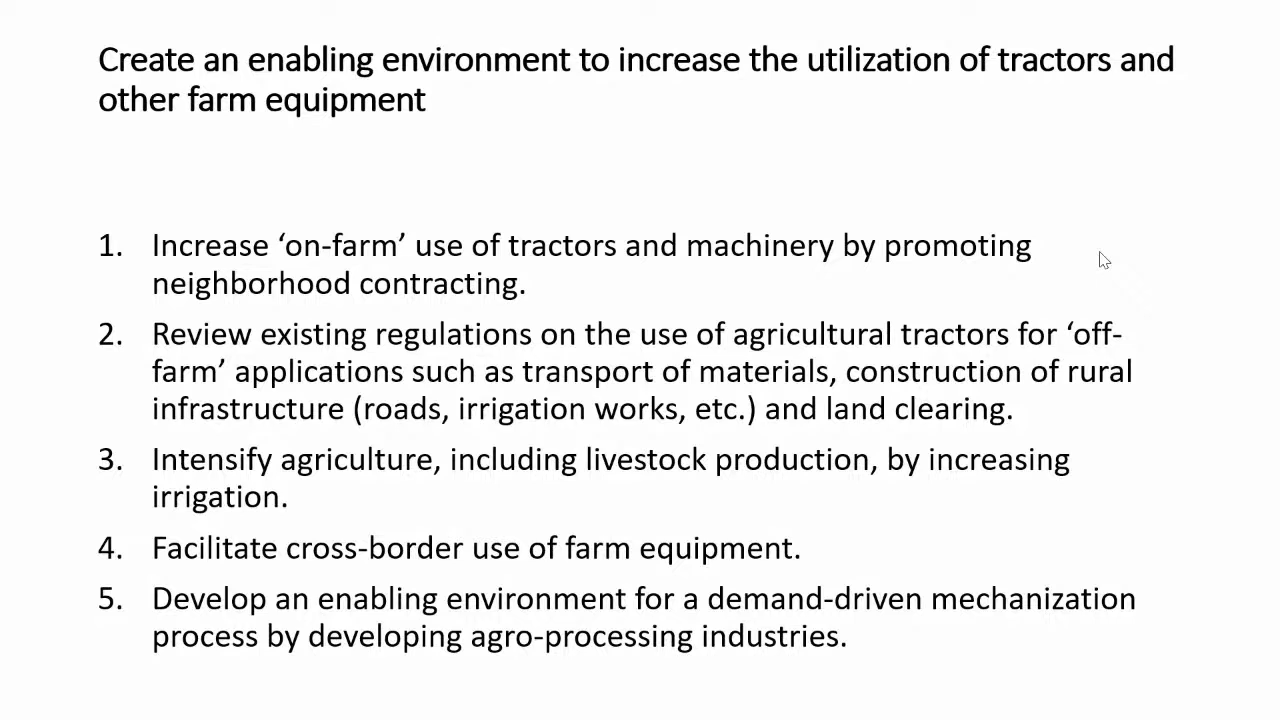 Create an enabling environment to increase the utilization of tractors and
other farm equipment
1. Increase ‘on-farm’ use of tractors and machinery by promoting
neighborhood contracting.
2. Review existing regulations on the use of agricultural tractors for ‘off-
farm’ applications such as transport of materials, construction of rural
infrastructure (roads, irrigation works, etc.) and land clearing.
3. Intensify agriculture, including livestock production, by increasing
irrigation.
4. Facilitate cross-border use of farm equipment.
5. Develop an enabling environment for a demand-driven mechanization
process by developing agro-processing industries.